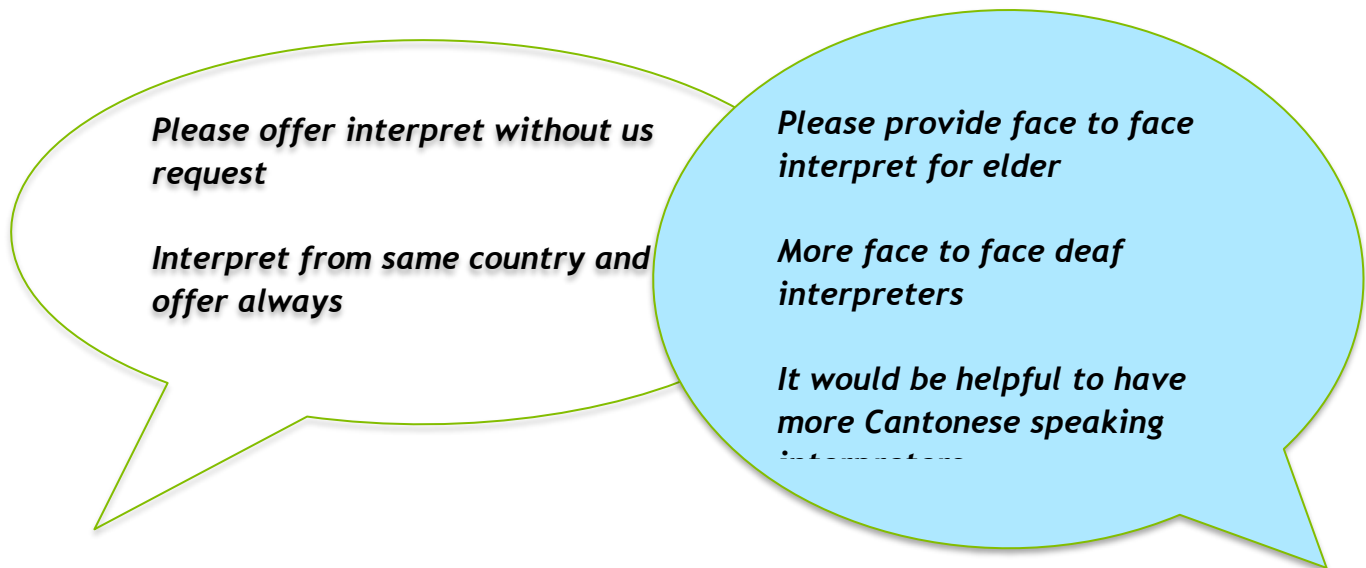 Please offer interpret without us
request
Interpret from same country and
offer always
Please provide face to face
interpret for elder
More face to face deaf
interpreters
It would be helpful to have
more Cantonese speaking